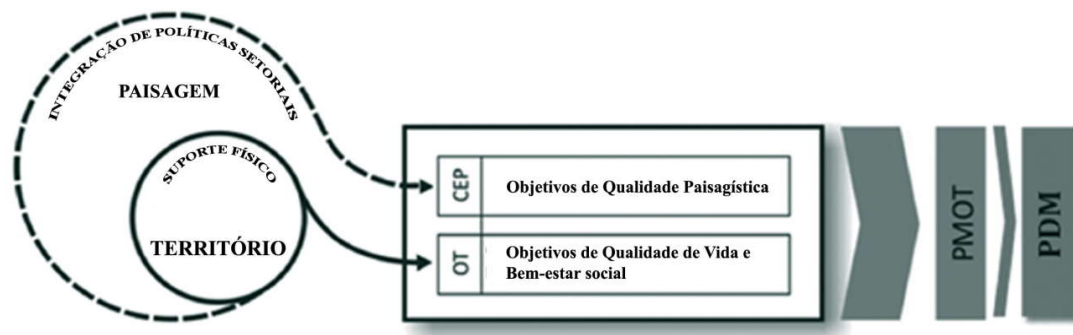 INTEGRAÇÃO DE POLÍTICAS SETORIAIS
PAISAGEM
SUPORTE FÍSICO
TERRITÓRIO
CEP
Objetivos de Qualidade Paisagística
OT
Objetivos de Qualidade de Vida e
Bem-estar social
PMOT
PDM